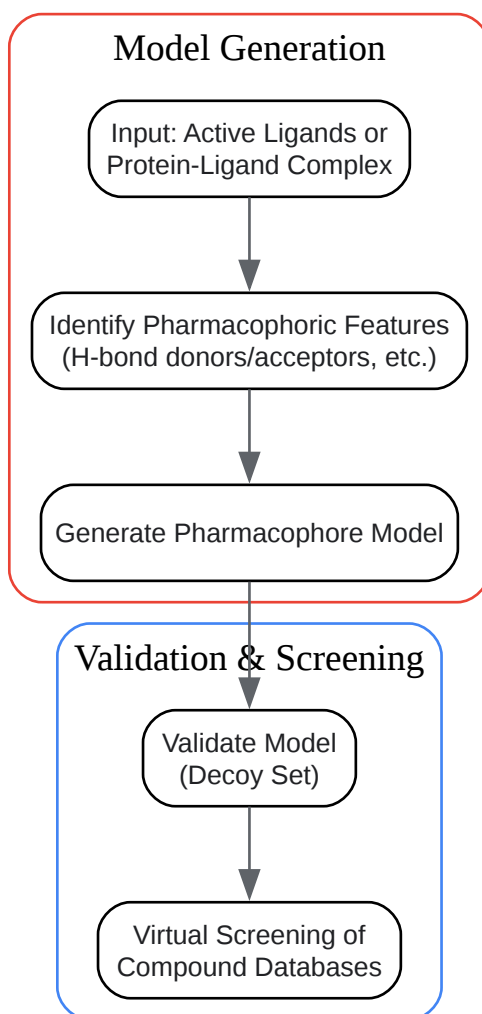 Model Generation
Input: Active Ligands or
Protein-Ligand Complex
Identify Pharmacophoric Features
(H-bond donors/acceptors, etc.)
Generate Pharmacophore Model
Validation & Screening
Validate Model
(Decoy Set)
Virtual Screening of
Compound Databases